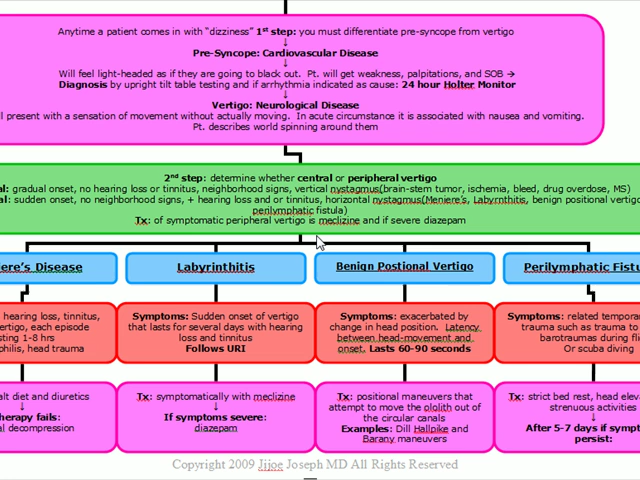 Anytime a patient comes in with “dizziness” 1st step: you must differentiate pre-syncope from vertigo
↓
Pre-Syncope: Cardiovascular Disease
↓
Will feel light-headed as if they are going to black out. Pt. will get weakness, palpitations, and SOB →
Diagnosis by upright tilt table testing and if arrhythmia indicated as cause: 24 hour Holter Monitor
↓
Vertigo: Neurological Disease
present with a sensation of movement without actually moving. In acute circumstance it is associated with nausea and vomiting.
Pt. describes world spinning around them
2nd step: determine whether central or peripheral vertigo
gradual onset, no hearing loss or tinnitus, neighborhood signs, vertical nystagmus(brain-stem tumor, ischemia, bleed, drug overdose, MS)
sudden onset, no neighborhood signs, + hearing loss and or tinnitus, horizontal nystagmus(Meniere’s, Labyrnthitis, benign positional vertigo
perilymphatic fistula)
Tx: of symptomatic peripheral vertigo is meclizine and if severe diazepam
ere’s Disease
hearing loss, tinnitus,
ertigo, each episode
sting 1-8 hrs
philis, head trauma
alt diet and diuretics
↓
herapy fails:
al decompression
Labyrinthitis
Symptoms: Sudden onset of vertigo
that lasts for several days with hearing
loss and tinnitus
Follows URI
Tx: symptomatically with meclizine
↓
If symptoms severe:
diazepam
Benign Postional Vertigo
Symptoms: exacerbated by
change in head position. Latency
between head-movement and
onset. Lasts 60-90 seconds
Tx: positional maneuvers that
attempt to move the otolith out of
the circular canals
Examples: Dill Hallpike and
Barany maneuvers
Perilymphatic Fistu
Symptoms: related tempora
trauma such as trauma to
barotraumas during fli
Or scuba diving
Tx: strict bed rest, head eleva
strenuous activities
↓
After 5-7 days if sympt
persist:
Copyright 2009 Jijoe Joseph MD All Rights Reserved